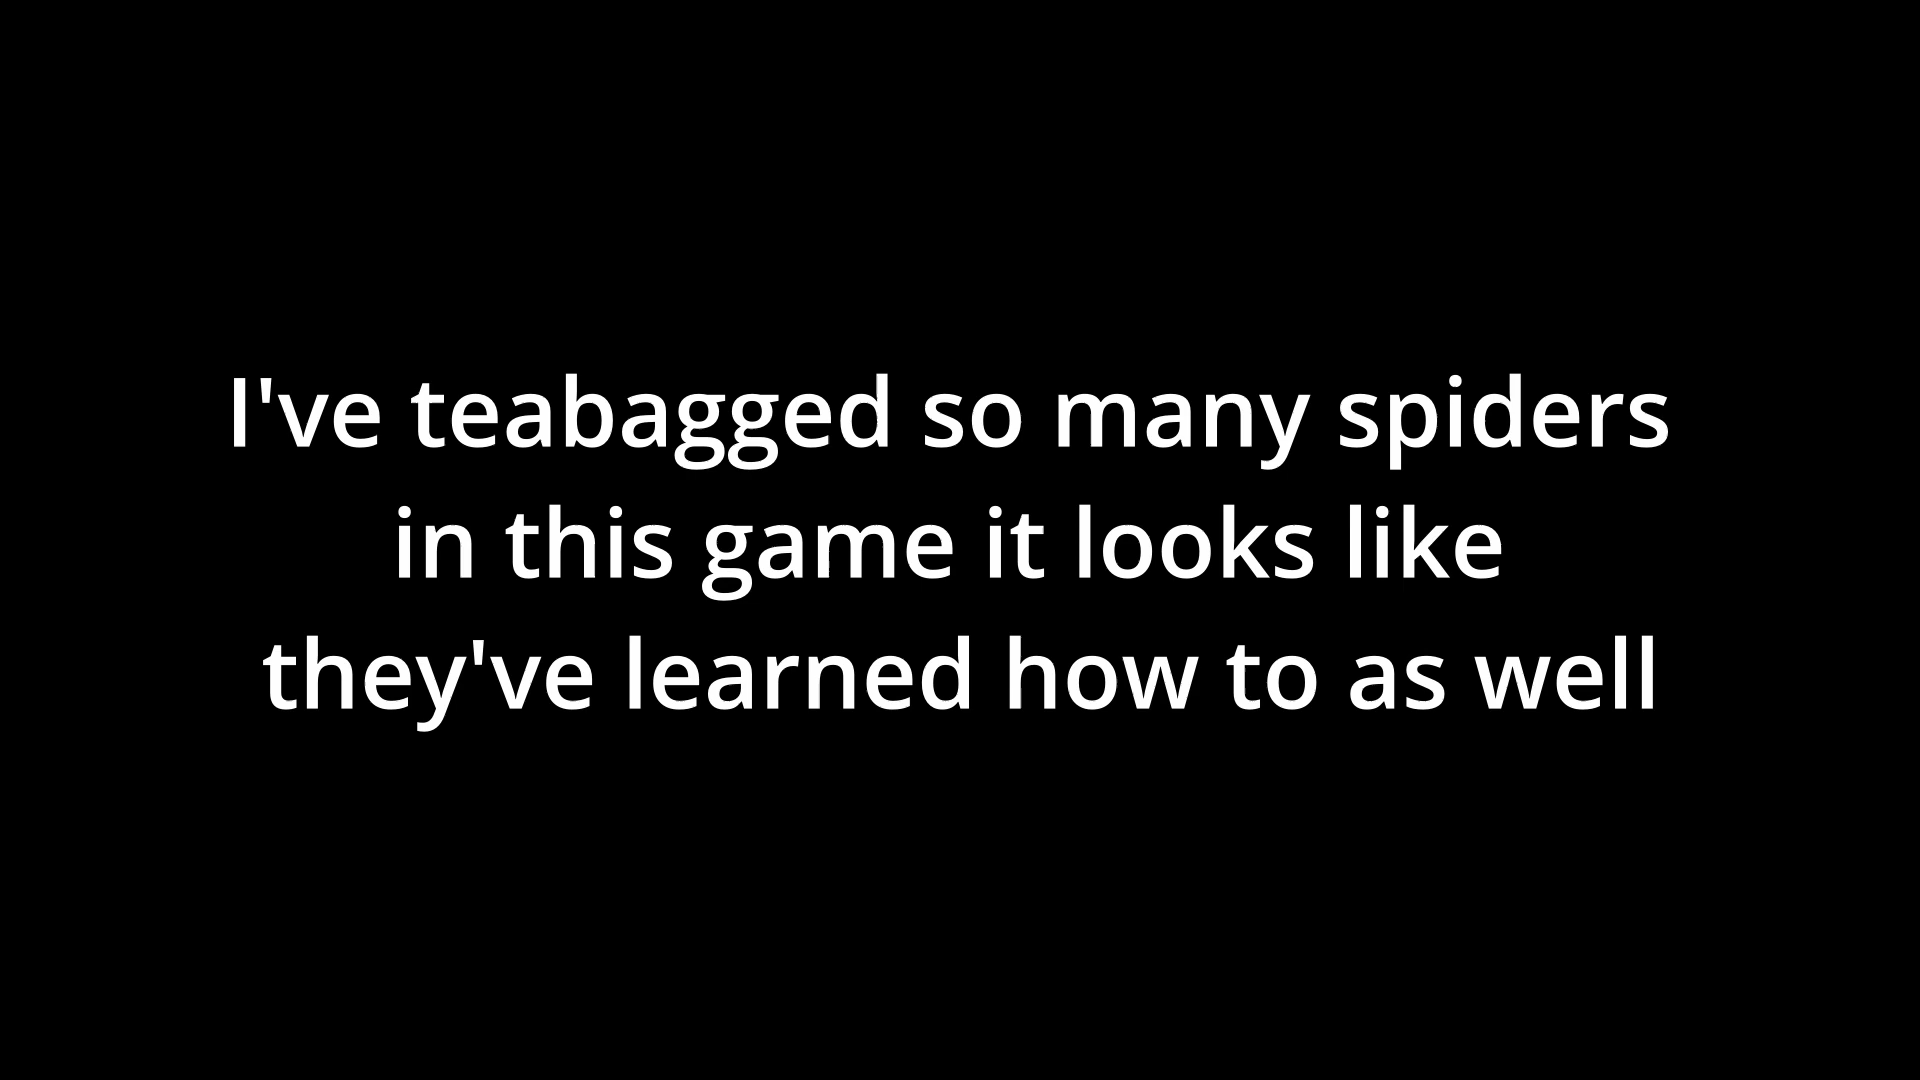 I've teabagged so many spiders
in this game it looks like
they've learned how to as well